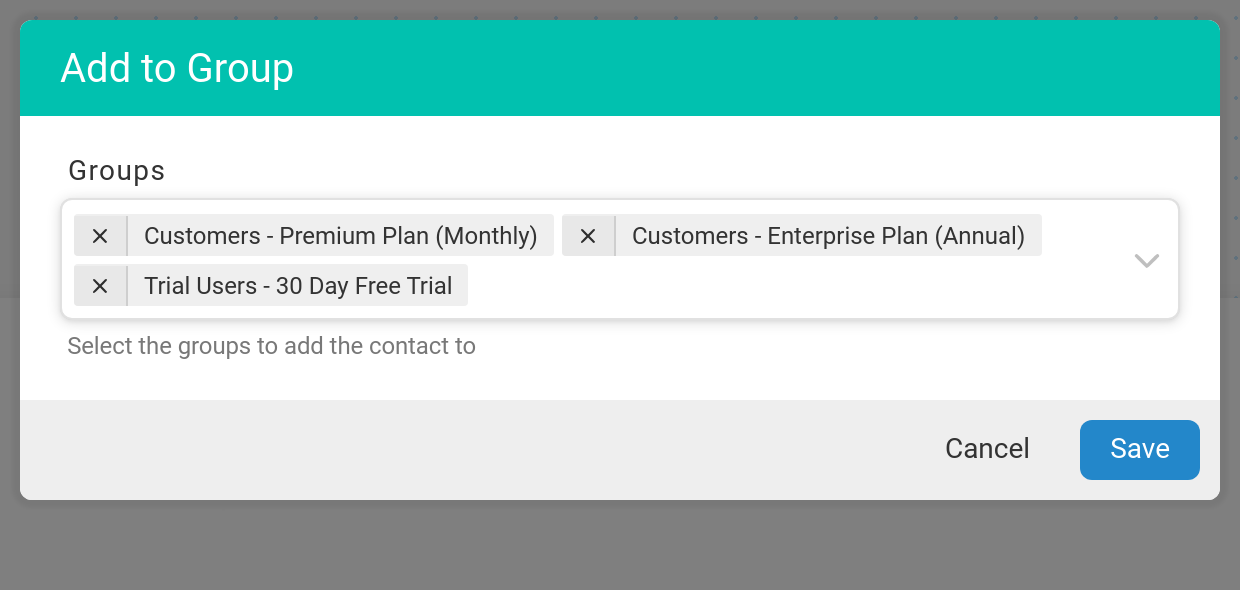 Add to Group
Groups
Customers - Premium Plan (Monthly) Customers - Enterprise Plan (Annual)
Trial Users - 30 Day Free Trial
Select the groups to add the contact to
Cancel Save